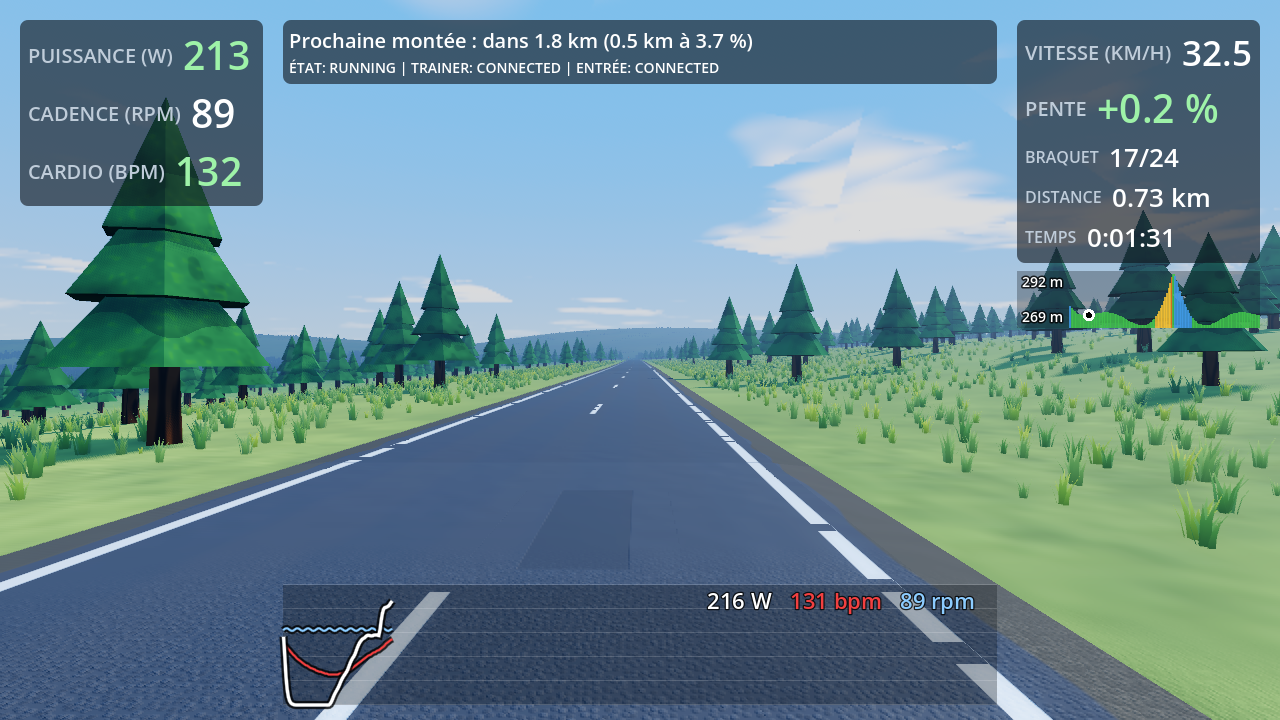 PUISSANCE (W) 213
CADENCE (RPM) 89
CARDIO (BPM) 132
Prochaine montée : dans 1.8 km (0.5 km à 3.7 %)
ÉTAT: RUNNING | TRAINER: CONNECTED | ENTRÉE: CONNECTED
VITESSE (KM/H) 32.5
PENTE +0.2 %
BRAQUET 17/24
DISTANCE 0.73 km
TEMPS 0:01:31
292 m
269 m
216 W 131 bpm 89 rpm